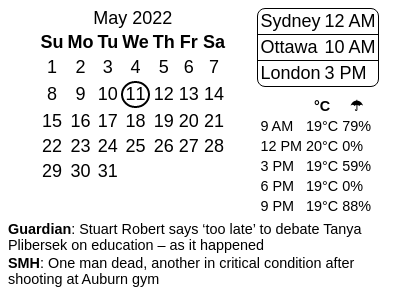 May 2022
Su Mo Tu We Th Fr Sa
1 2 3 4 5 6 7
8 9 10 11 12 13 14
15 16 17 18 19 20 21
22 23 24 25 26 27 28
29 30 31
Sydney 12 AM
Ottawa 10 AM
London 3 PM
°C ☂
9 AM 19°C 79%
12 PM 20°C 0%
3 PM 19°C 59%
6 PM 19°C 0%
9 PM 19°C 88%
Guardian: Stuart Robert says ‘too late’ to debate Tanya
Plibersek on education – as it happened
SMH: One man dead, another in critical condition after
shooting at Auburn gym